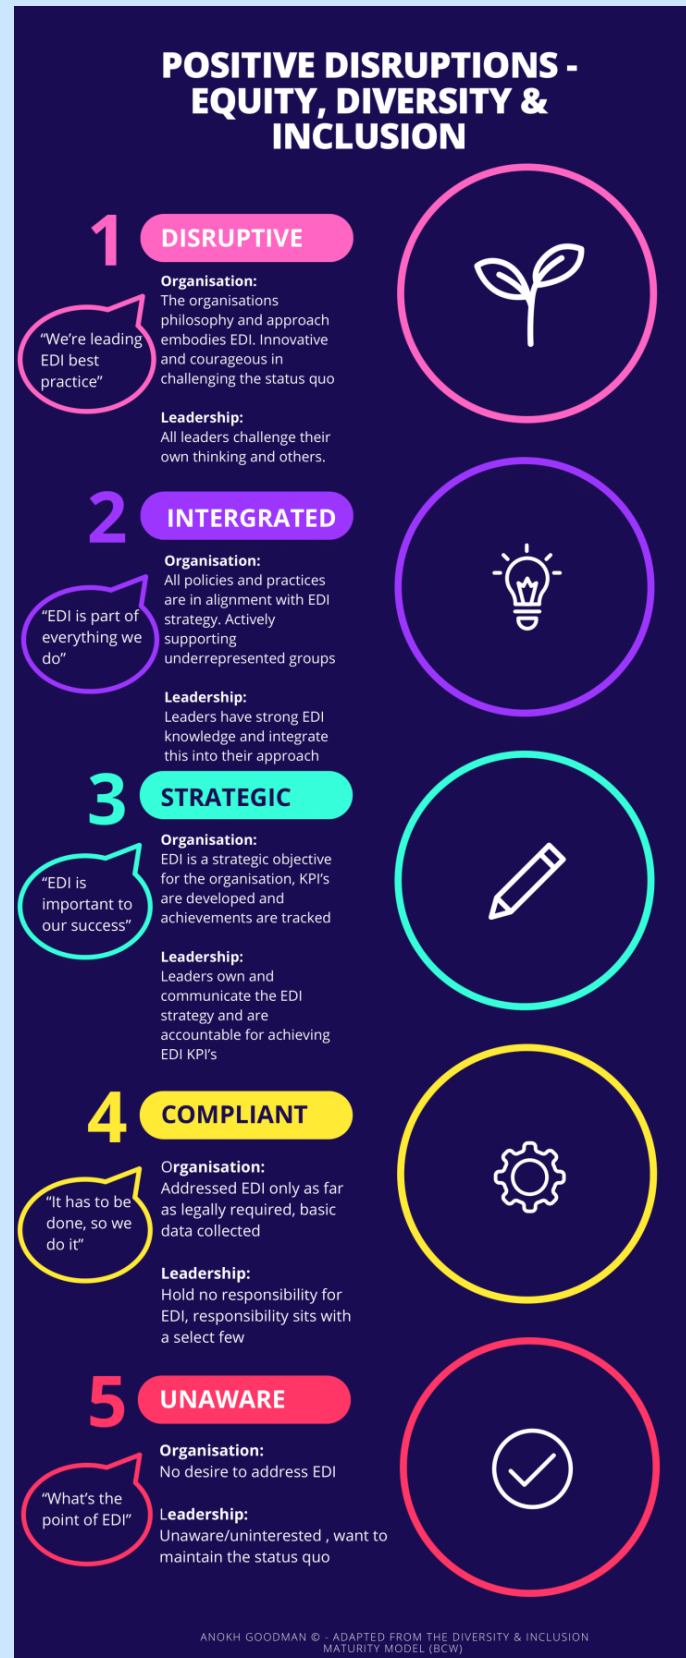 POSITIVE DISRUPTIONS -
EQUITY, DIVERSITY &
INCLUSION
1
DISRUPTIVE
Organisation:
The organisations
philosophy and approach
embodies EDI. Innovative
and courageous in
challenging the status quo
“We’re leading
EDI best
practice”
Leadership:
All leaders challenge their
own thinking and others.
2
INTERGRATED
Organisation:
All policies and practices
are in alignment with EDI
strategy. Actively
supporting
underrepresented groups
“EDI is part of
everything we
do”
Leadership:
Leaders have strong EDI
knowledge and integrate
this into their approach
3
STRATEGIC
Organisation:
EDI is a strategic objective
for the organisation, KPI’s
are developed and
achievements are tracked
“EDI is
important to
our success”
Leadership:
Leaders own and
communicate the EDI
strategy and are
accountable for achieving
EDI KPI’s
4
COMPLIANT
Organisation:
Addressed EDI only as far
as legally required, basic
data collected
“It has to be
done, so we
do it”
Leadership:
Hold no responsibility for
EDI, responsibility sits with
a select few
5
UNAWARE
Organisation:
No desire to address EDI
“What’s the
point of EDI”
Leadership:
Unaware/uninterested , want to
maintain the status quo
ANOKH GOODMAN © - ADAPTED FROM THE DIVERSITY & INCLUSION
MATURITY MODEL (BCW)